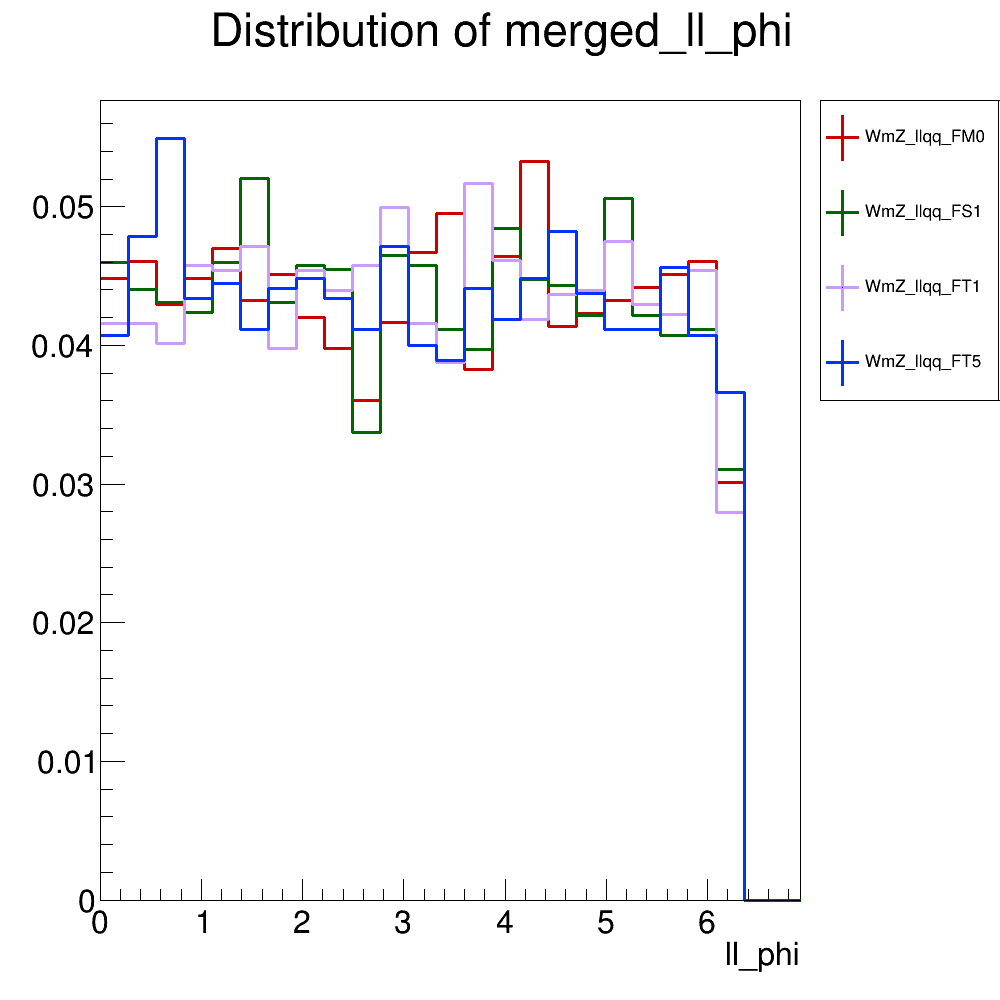 Distribution of merged_ll_phi
WmZ_llqq_FM0
WmZ_llqq_FS1
WmZ_llqq_FT1
WmZ_llqq_FT5
0.05
0.04
0.03
0.02
0.01
0
0 1 2 3 4 5 6
ll_phi